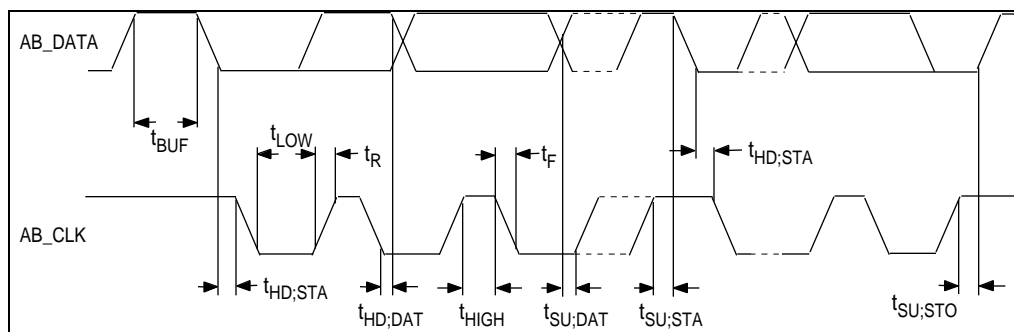 AB_DATA
tBUF
tLOW
tR
tF
tHD;STA
AB_CLK
tHD;STA
tHD;DAT
tHIGH
tSU;DAT
tSU;STA
tSU;STO